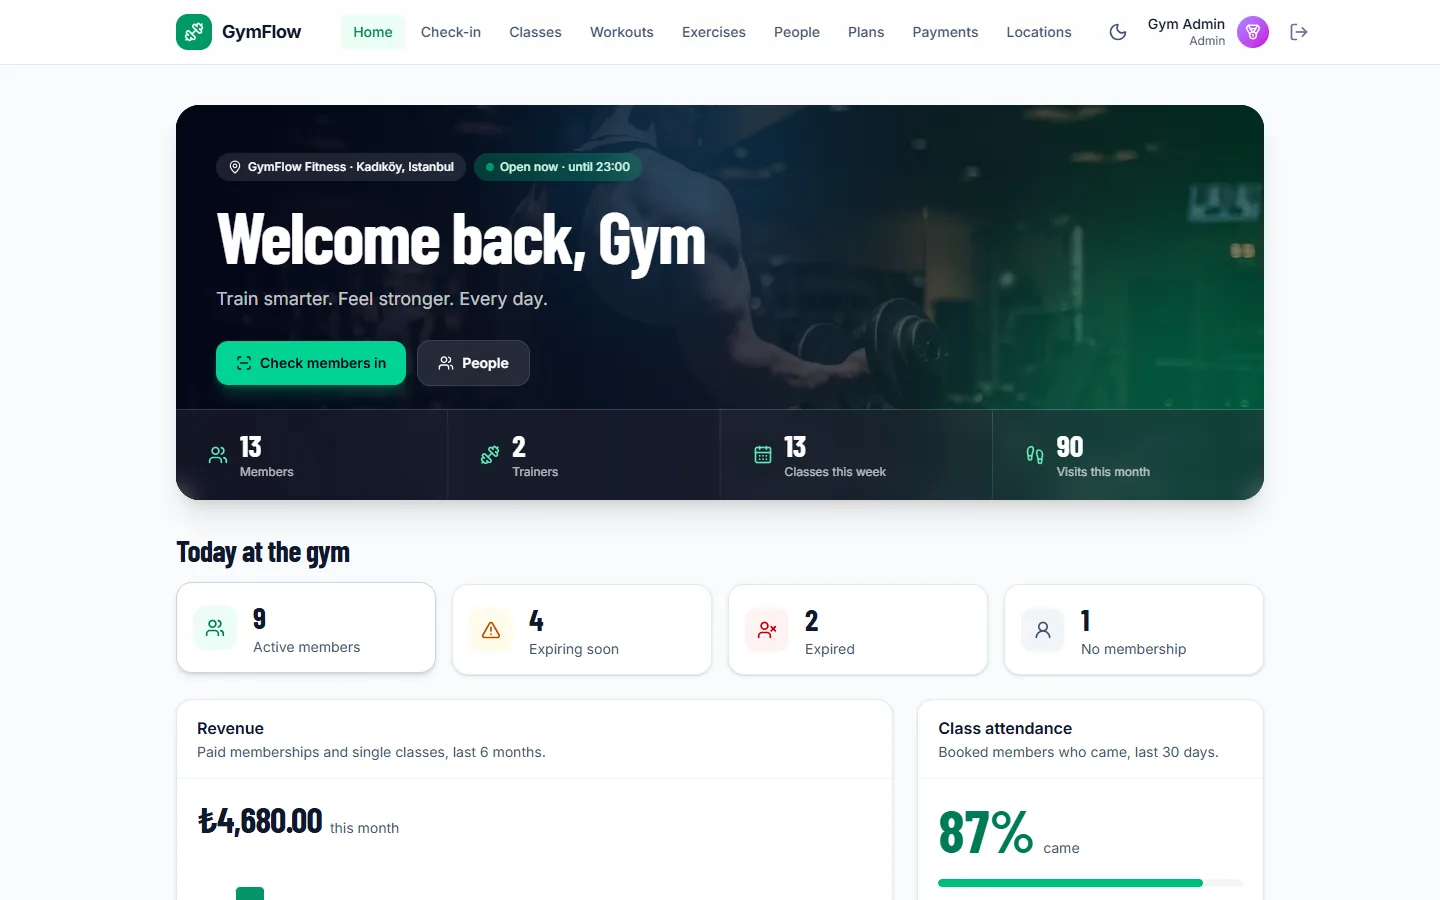 GymFlow
Home
Check-in
Classes
Workouts
Exercises
People
Plans
Payments
Locations
Gym Admin
Admin
GymFlow Fitness · Kadıköy, Istanbul
Open now · until 23:00
Welcome back, Gym
Train smarter. Feel stronger. Every day.
Check members in
People
13
Members
2
Trainers
13
Classes this week
90
Visits this month
Today at the gym
9
Active members
4
Expiring soon
2
Expired
1
No membership
Revenue
Paid memberships and single classes, last 6 months.
₺4,680.00 this month
Class attendance
Booked members who came, last 30 days.
87% came